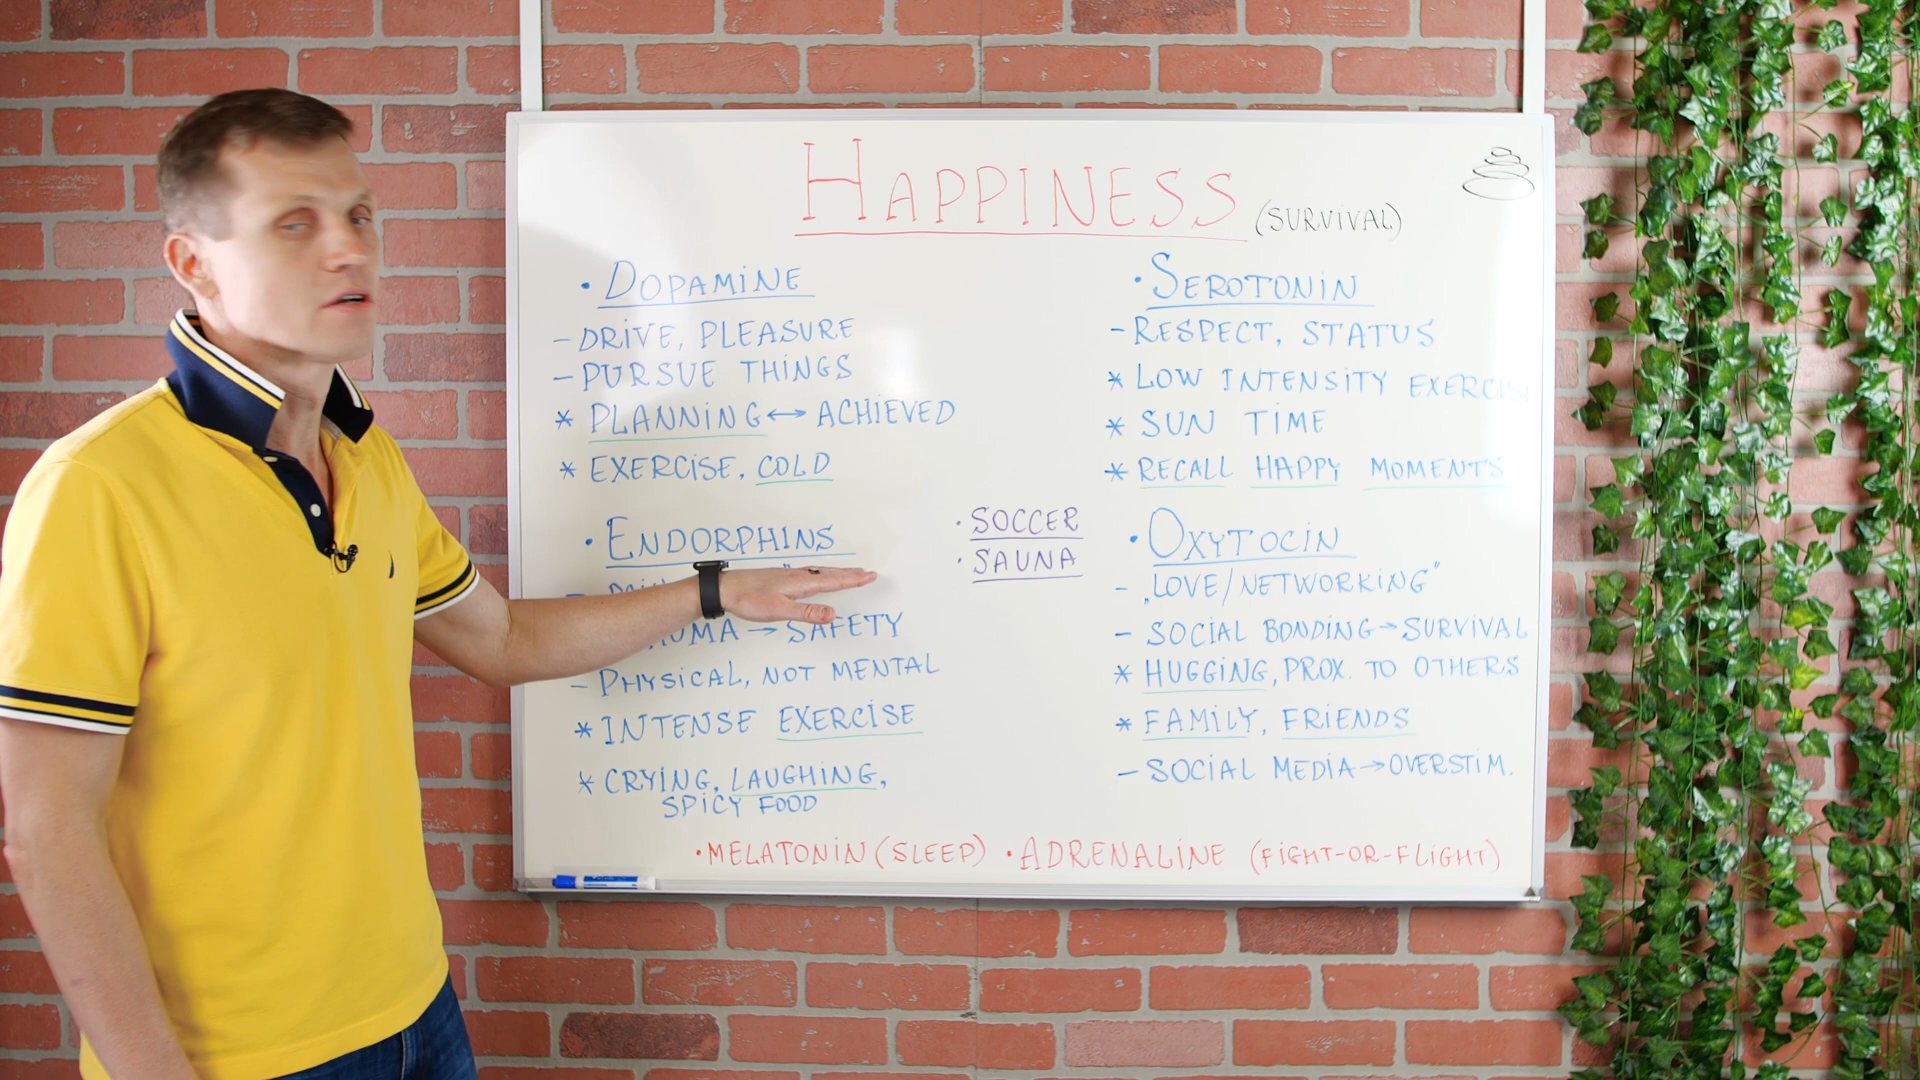 HAPPINESS (SURVIVAL)
• DOPAMINE
– DRIVE, PLEASURE
– PURSUE THINGS
* PLANNING ↔ ACHIEVED
* EXERCISE, COLD
• ENDORPHINS
→ SAFETY
– PHYSICAL, NOT MENTAL
* INTENSE EXERCISE
* CRYING, LAUGHING,
SPICY FOOD
· SOCCER
· SAUNA
• SEROTONIN
– RESPECT, STATUS
* LOW INTENSITY EXERCISE
* SUN TIME
* RECALL HAPPY MOMENTS
• OXYTOCIN
– „LOVE/NETWORKING"
– SOCIAL BONDING → SURVIVAL
* HUGGING, PROX. TO OTHERS
* FAMILY, FRIENDS
– SOCIAL MEDIA → OVERSTIM.
• MELATONIN (SLEEP) • ADRENALINE (FIGHT-OR-FLIGHT)